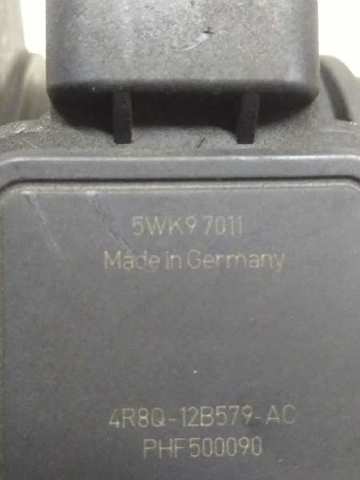 5WK9 7011
Made in Germany
4R8Q-12B579-AC
PHF500090